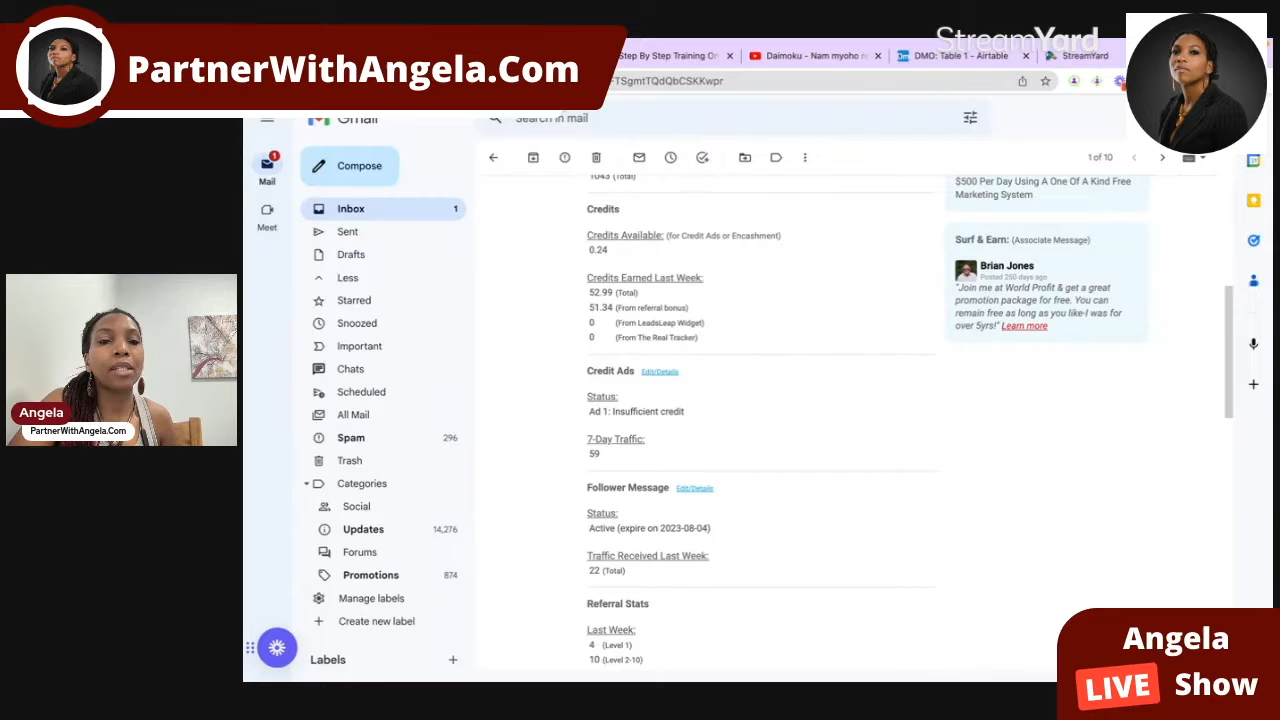 PartnerWithAngela.Com
StreamYard
Step By Step Training On
Daimoku - Nam myoho re
DMO: Table 1 - Airtable
StreamYard
TSgmtTQdQbCSKKwpr
Gmail
Search in mail
1
Mail
Meet
Compose
1 of 10
Inbox 1
Sent
Drafts
Less
Starred
Snoozed
Important
Chats
Scheduled
All Mail
Spam 296
Trash
Categories
Social
Updates 14,276
Forums
Promotions 874
Manage labels
Create new label
Labels
1043 (Total)
Credits
Credits Available: (for Credit Ads or Encashment)
0.24
Credits Earned Last Week:
52.99 (Total)
51.34 (From referral bonus)
0 (From LeadsLeap Widget)
0 (From The Real Tracker)
Credit Ads Edit/Details
Status:
Ad 1: Insufficient credit
7-Day Traffic:
59
Follower Message Edit/Details
Status:
Active (expire on 2023-08-04)
Traffic Received Last Week:
22 (Total)
Referral Stats
Last Week:
4 (Level 1)
10 (Level 2-10)
$500 Per Day Using A One Of A Kind Free
Marketing System
Surf & Earn: (Associate Message)
Brian Jones
Posted 250 days ago
"Join me at World Profit & get a great
promotion package for free. You can
remain free as long as you like-I was for
over 5yrs!" Learn more
Angela
PartnerWithAngela.Com
Angela
LIVE Show